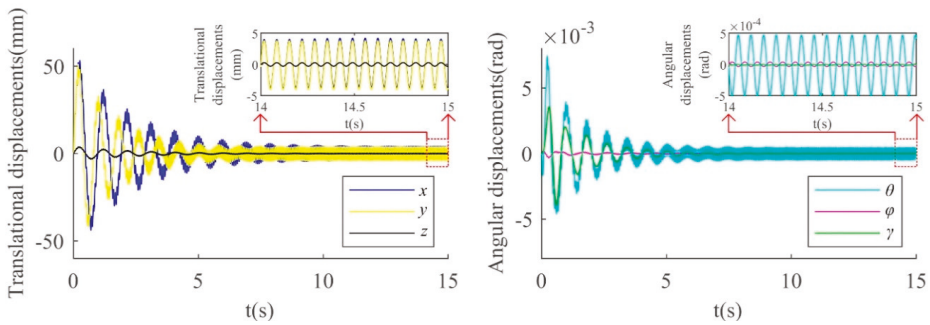 Translational displacements(mm)
50
0
-50
0
5
10
15
t(s)
x
y
z
Translational
displacements
(mm)
5
0
-5
14
14.5
15
t(s)
Angular displacements(rad)
×10⁻³
5
0
-5
0
5
10
15
t(s)
θ
φ
γ
Angular
displacements
(rad)
×10⁻⁴
5
0
-5
14
14.5
15
t(s)